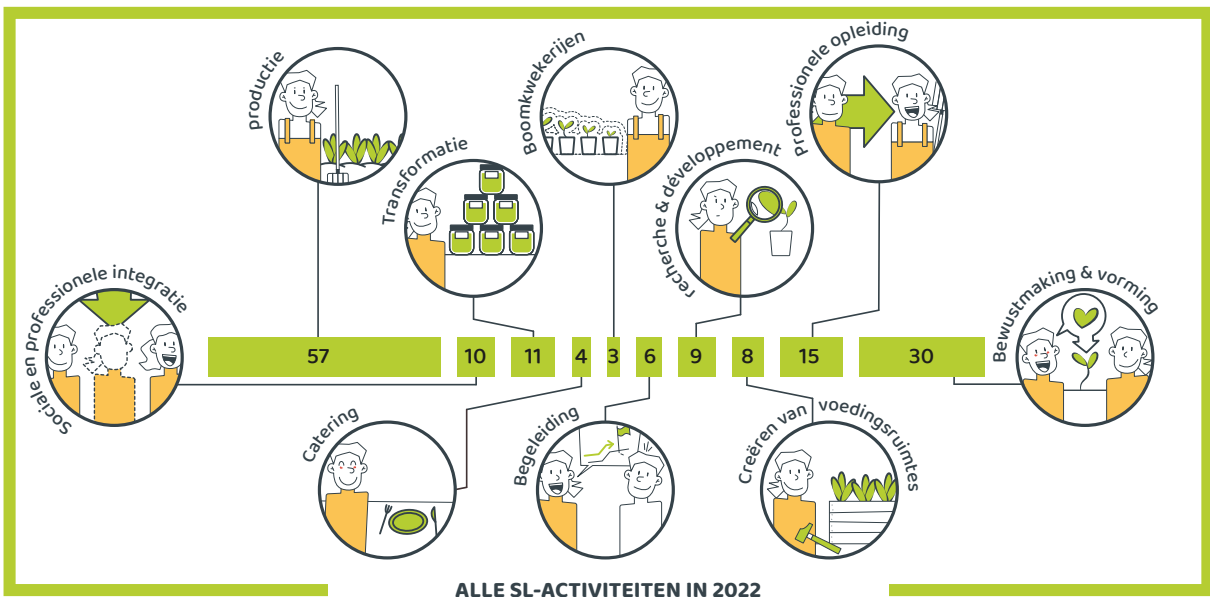 productie
Transformatie
Boomkwekerijen
recherche & développement
Professionele opleiding
Sociale en professionele integratie
Bewustmaking & vorming
57
10
11
4
3
6
9
8
15
30
Catering
Begeleiding
Creëren van voedingsruimtes
ALLE SL-ACTIVITEITEN IN 2022